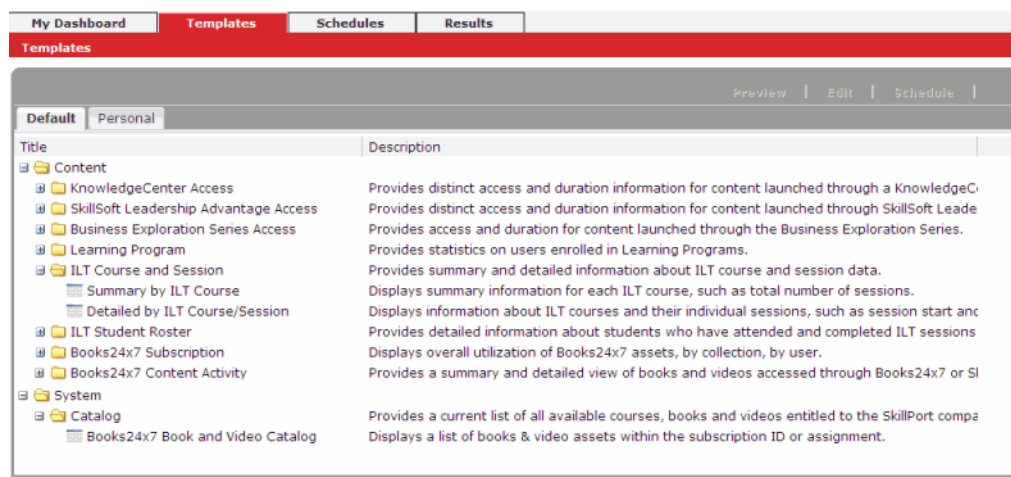 My Dashboard Templates Schedules Results
Templates
Preview | Edit | Schedule |
Default Personal
Title Description
Content
KnowledgeCenter Access Provides distinct access and duration information for content launched through a KnowledgeC
SkillSoft Leadership Advantage Access Provides distinct access and duration information for content launched through SkillSoft Leade
Business Exploration Series Access Provides access and duration for content launched through the Business Exploration Series.
Learning Program Provides statistics on users enrolled in Learning Programs.
ILT Course and Session Provides summary and detailed information about ILT course and session data.
Summary by ILT Course Displays summary information for each ILT course, such as total number of sessions.
Detailed by ILT Course/Session Displays information about ILT courses and their individual sessions, such as session start and
ILT Student Roster Provides detailed information about students who have attended and completed ILT sessions
Books24x7 Subscription Displays overall utilization of Books24x7 assets, by collection, by user.
Books24x7 Content Activity Provides a summary and detailed view of books and videos accessed through Books24x7 or Sk
System
Catalog Provides a current list of all available courses, books and videos entitled to the SkillPort compa
Books24x7 Book and Video Catalog Displays a list of books & video assets within the subscription ID or assignment.